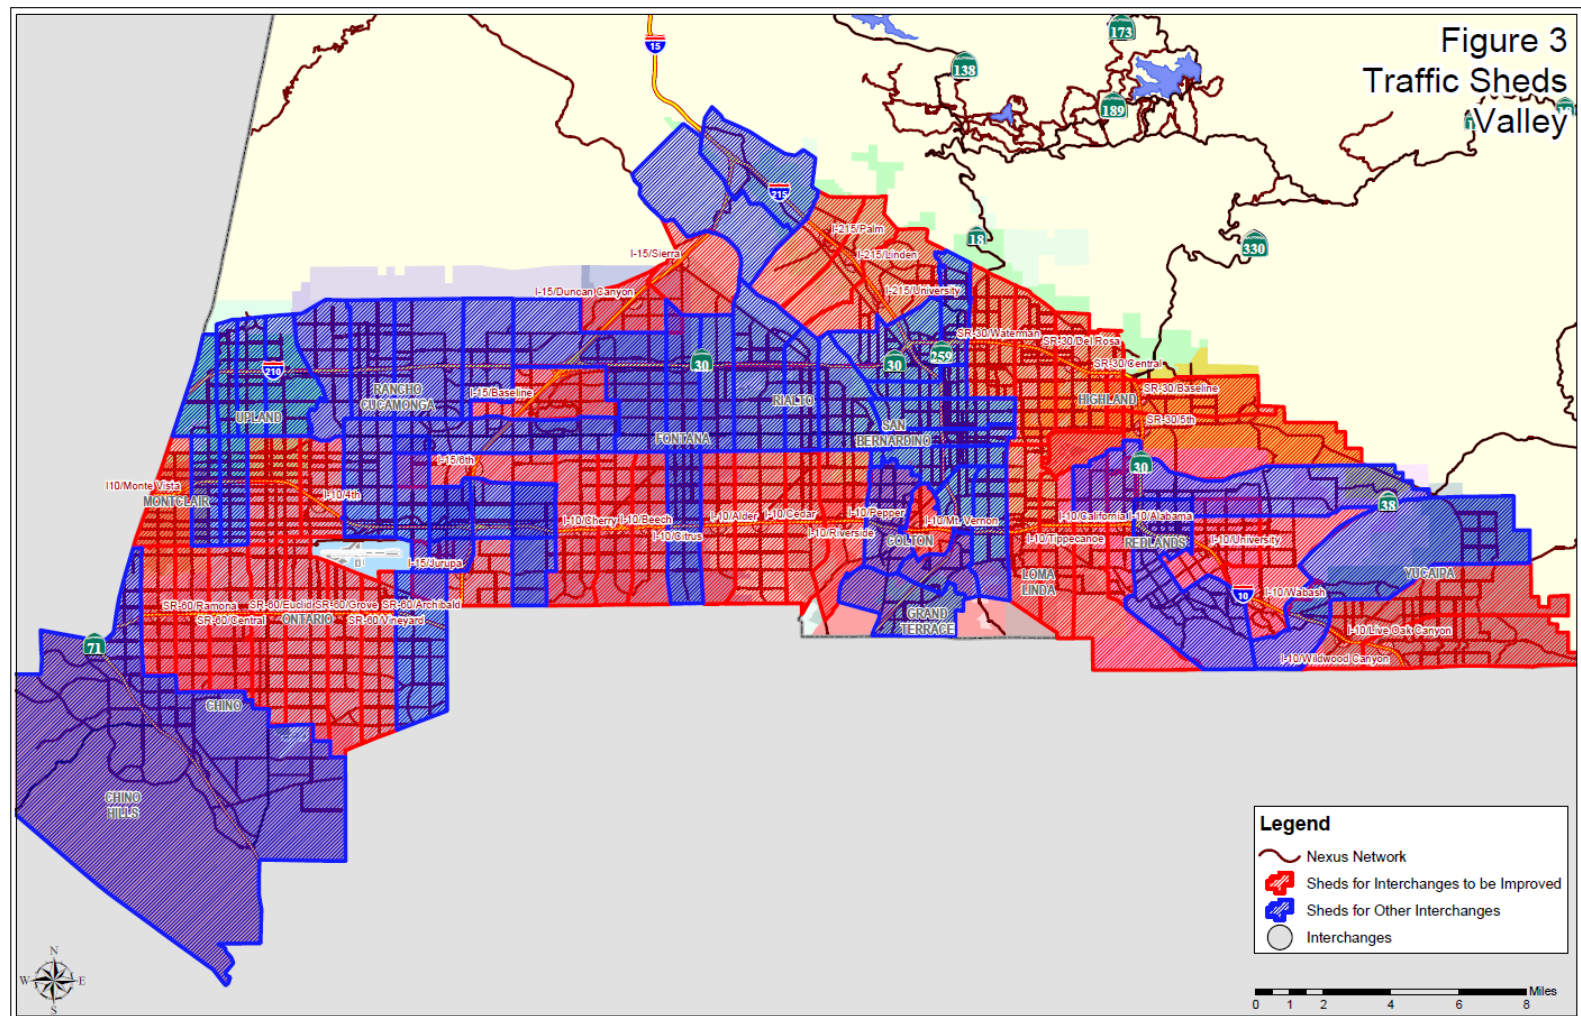 Figure 3
Traffic Sheds
Valley
15
173
138
189
215
18
330
I-215/Palm
I-15/Sierra
I-215/Linden
I-15/Duncan Canyon
I-215/University
SR-30/Waterman
SR-30/Del Rosa
259
30
30
210
SR-30/Central
RANCHO
CUCAMONGA
I-15/Baseline
SR-30/Baseline
RIALTO
HIGHLAND
UPLAND
SR-30/5th
SAN
BERNARDINO
FONTANA
I-15/6th
30
I10/Monte Vista
MONTCLAIR
I-10/4th
38
I-10/Cherry
I-10/Beech
I-10/Alder
I-10/Cedar
I-10/Pepper
I-10/Mt. Vernon
I-10/California
I-10/Alabama
I-10/Citrus
I-10/Riverside
COLTON
I-10/Tippecanoe
REDLANDS
I-10/University
I-15/Jurupa
LOMA
LINDA
YUCAIPA
10
I-10/Wabash
SR-60/Ramona
SR-60/Euclid
SR-60/Grove
SR-60/Archibald
SR-60/Central
ONTARIO
SR-60/Vineyard
GRAND
TERRACE
I-10/Live Oak Canyon
71
I-10/Wildwood Canyon
CHINO
CHINO
HILLS
Legend
Nexus Network
Sheds for Interchanges to be Improved
Sheds for Other Interchanges
Interchanges
N
W
E
S
Miles
0 1 2 4 6 8